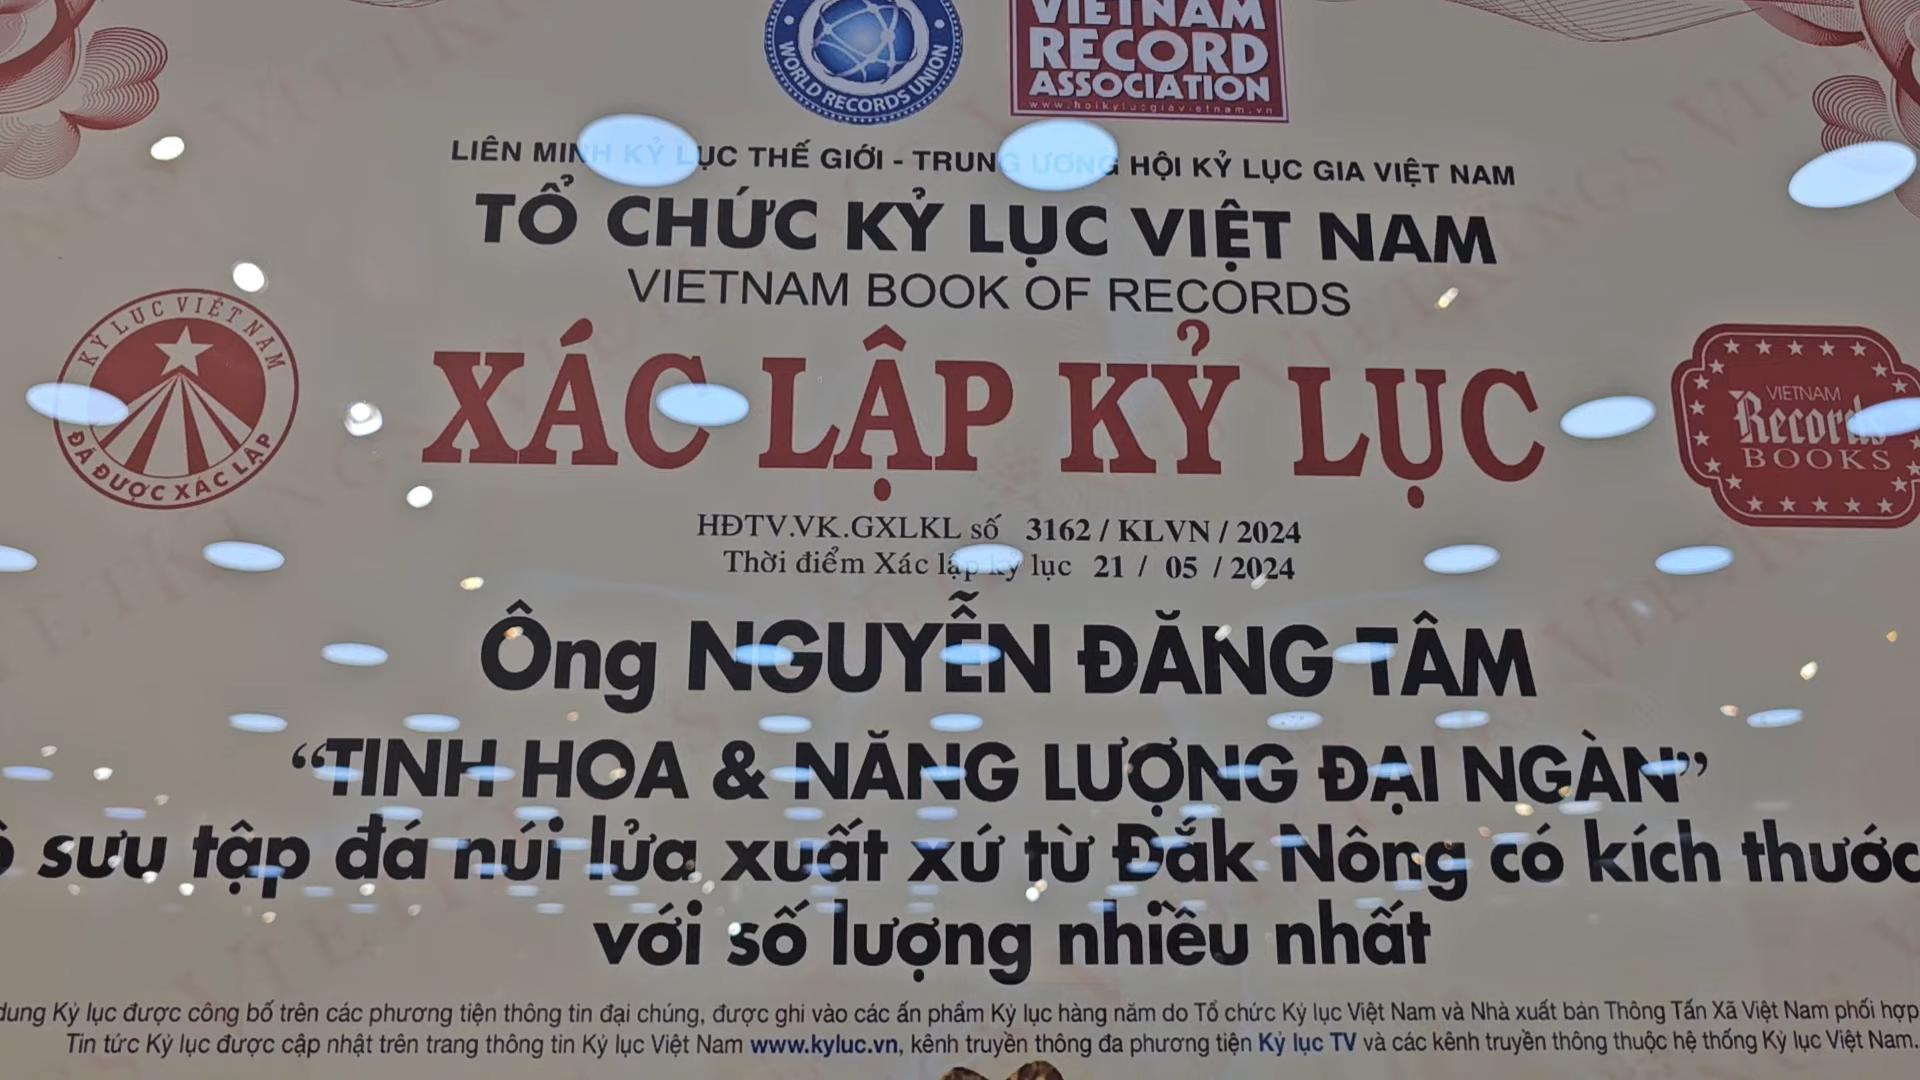 WORLD RECORDS UNION
VIETNAM
RECORD
ASSOCIATION
www.hoikylucgiavietnam.vn
LIÊN MINH KỶ LỤC THẾ GIỚI - TRUNG ƯƠNG HỘI KỶ LỤC GIA VIỆT NAM
TỔ CHỨC KỶ LỤC VIỆT NAM
VIETNAM BOOK OF RECORDS
KỶ LỤC VIỆT NAM
ĐÃ ĐƯỢC XÁC LẬP
XÁC LẬP KỶ LỤC
VIETNAM
Records
BOOKS
HĐTV.VK.GXLKL số 3162 / KLVN / 2024
Thời điểm Xác lập kỷ lục 21 / 05 / 2024
Ông NGUYỄN ĐĂNG TÂM
“TINH HOA & NĂNG LƯỢNG ĐẠI NGÀN”
sưu tập đá núi lửa xuất xứ từ Đắk Nông có kích thước
với số lượng nhiều nhất
dung Kỷ lục được công bố trên các phương tiện thông tin đại chúng, được ghi vào các ấn phẩm Kỷ lục hàng năm do Tổ chức Kỷ lục Việt Nam và Nhà xuất bản Thông Tấn Xã Việt Nam phối hợp
Tin tức Kỷ lục được cập nhật trên trang thông tin Kỷ lục Việt Nam www.kyluc.vn, kênh truyền thông đa phương tiện Kỷ lục TV và các kênh truyền thông thuộc hệ thống Kỷ lục Việt Nam.